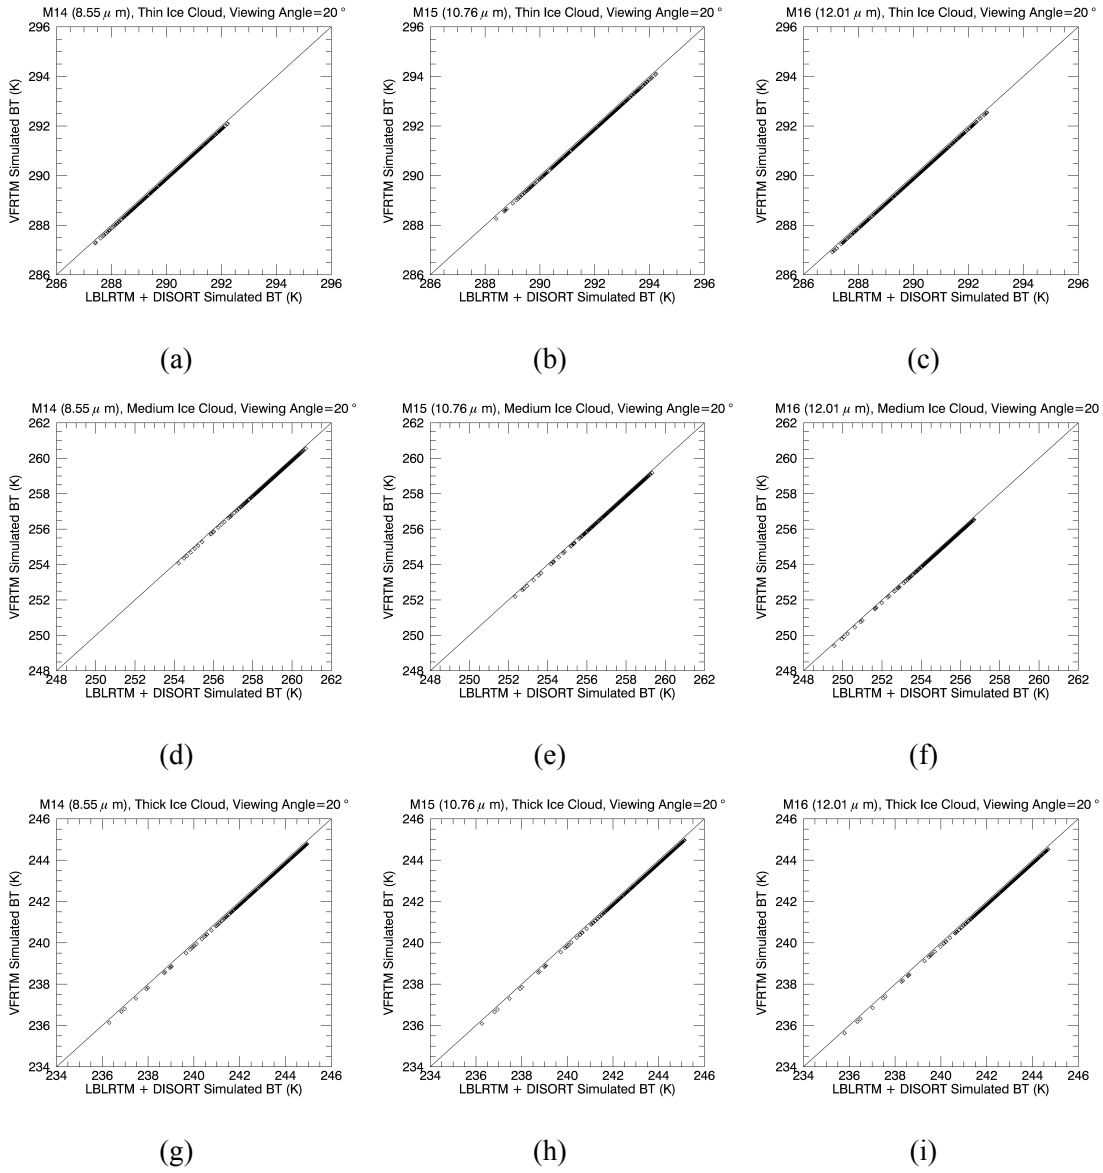 M14 (8.55 μ m), Thin Ice Cloud, Viewing Angle=20 °
M15 (10.76 μ m), Thin Ice Cloud, Viewing Angle=20 °
M16 (12.01 μ m), Thin Ice Cloud, Viewing Angle=20 °
VFRTM Simulated BT (K)
296
294
292
290
288
286
286 288 290 292 294 296
LBLRTM + DISORT Simulated BT (K)
VFRTM Simulated BT (K)
296
294
292
290
288
286
286 288 290 292 294 296
LBLRTM + DISORT Simulated BT (K)
VFRTM Simulated BT (K)
296
294
292
290
288
286
286 288 290 292 294 296
LBLRTM + DISORT Simulated BT (K)
(a)
(b)
(c)
M14 (8.55 μ m), Medium Ice Cloud, Viewing Angle=20 °
M15 (10.76 μ m), Medium Ice Cloud, Viewing Angle=20 °
M16 (12.01 μ m), Medium Ice Cloud, Viewing Angle=20
VFRTM Simulated BT (K)
262
260
258
256
254
252
250
248
248 250 252 254 256 258 260 262
LBLRTM + DISORT Simulated BT (K)
VFRTM Simulated BT (K)
262
260
258
256
254
252
250
248
248 250 252 254 256 258 260 262
LBLRTM + DISORT Simulated BT (K)
VFRTM Simulated BT (K)
262
260
258
256
254
252
250
248
248 250 252 254 256 258 260 262
LBLRTM + DISORT Simulated BT (K)
(d)
(e)
(f)
M14 (8.55 μ m), Thick Ice Cloud, Viewing Angle=20 °
M15 (10.76 μ m), Thick Ice Cloud, Viewing Angle=20 °
M16 (12.01 μ m), Thick Ice Cloud, Viewing Angle=20 °
VFRTM Simulated BT (K)
246
244
242
240
238
236
234
234 236 238 240 242 244 246
LBLRTM + DISORT Simulated BT (K)
VFRTM Simulated BT (K)
246
244
242
240
238
236
234
234 236 238 240 242 244 246
LBLRTM + DISORT Simulated BT (K)
VFRTM Simulated BT (K)
246
244
242
240
238
236
234
234 236 238 240 242 244 246
LBLRTM + DISORT Simulated BT (K)
(g)
(h)
(i)